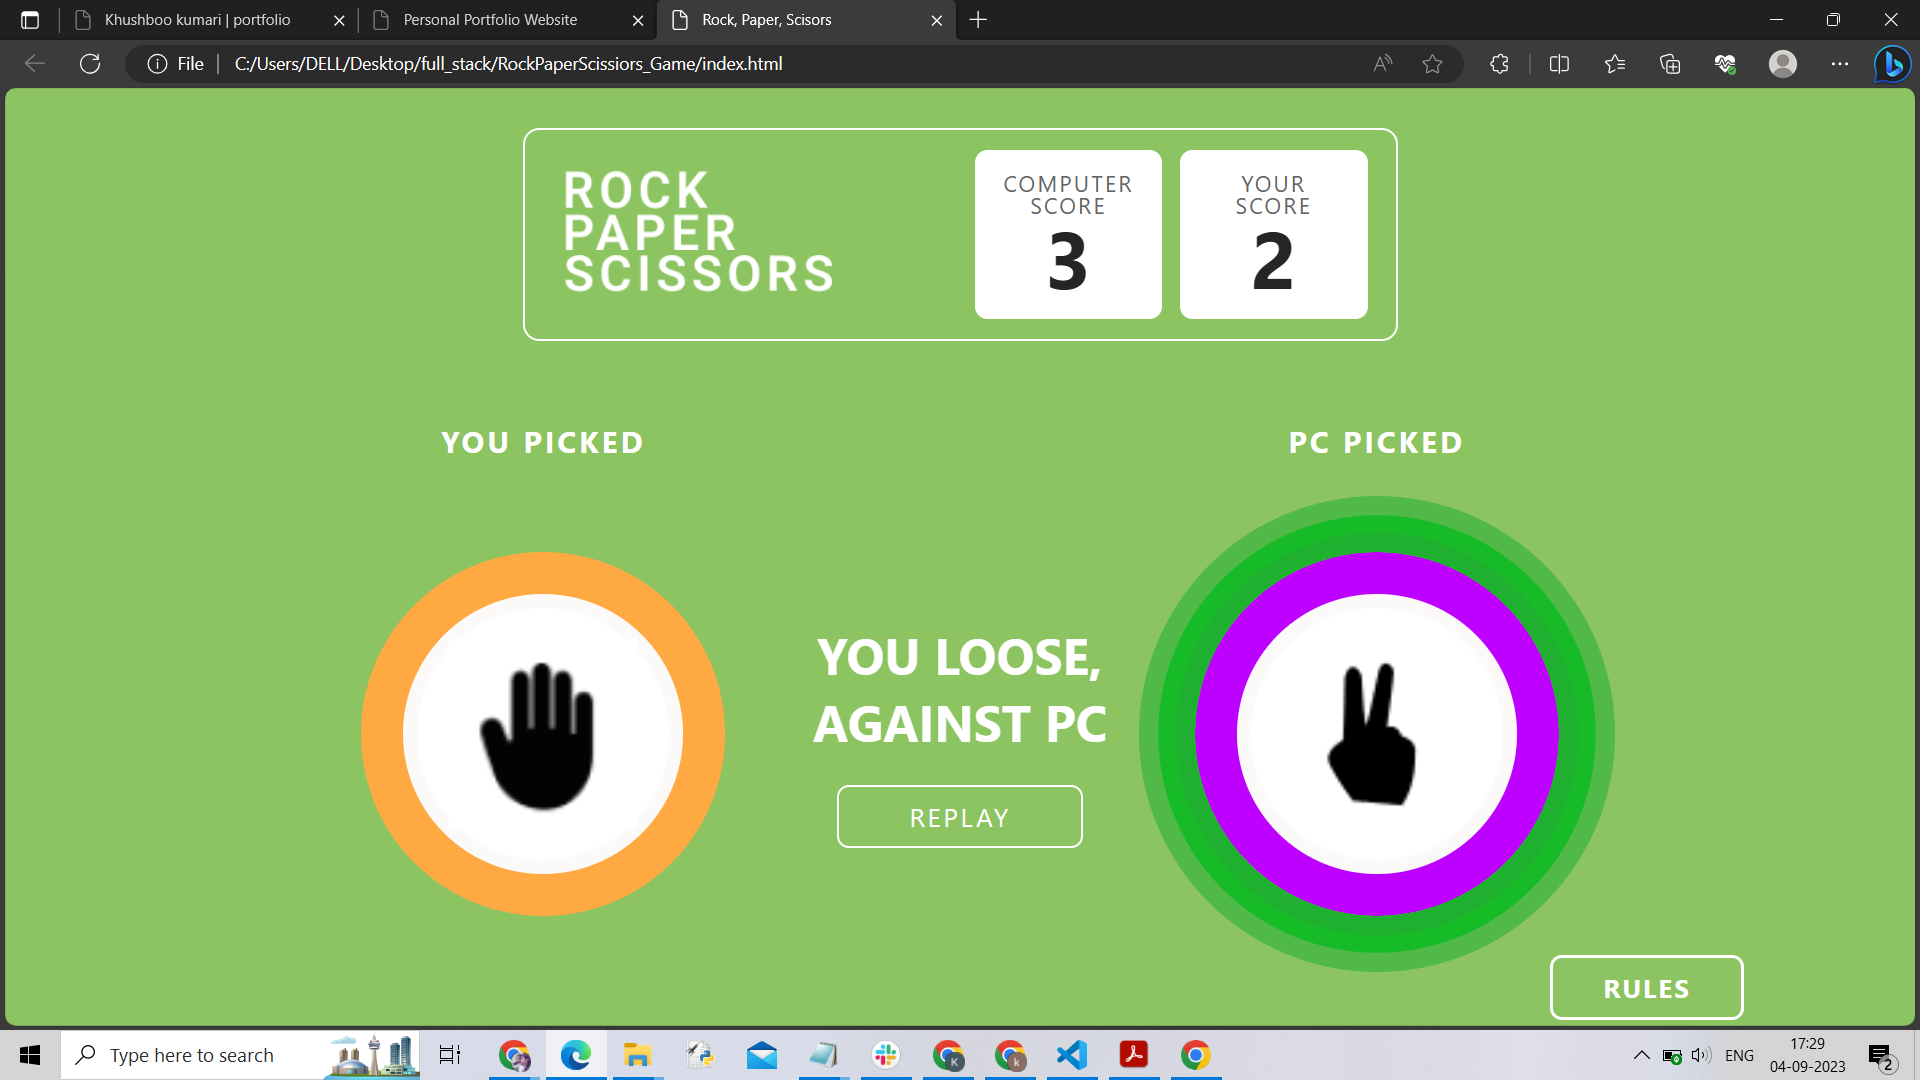 Khushboo kumari | portfolio
Personal Portfolio Website
Rock, Paper, Scisors
File
C:/Users/DELL/Desktop/full_stack/RockPaperScissiors_Game/index.html
ROCK
PAPER
SCISSORS
COMPUTER
SCORE
3
YOUR
SCORE
2
YOU PICKED
PC PICKED
YOU LOOSE,
AGAINST PC
REPLAY
RULES
Type here to search
K
k
ENG
17:29
04-09-2023
2